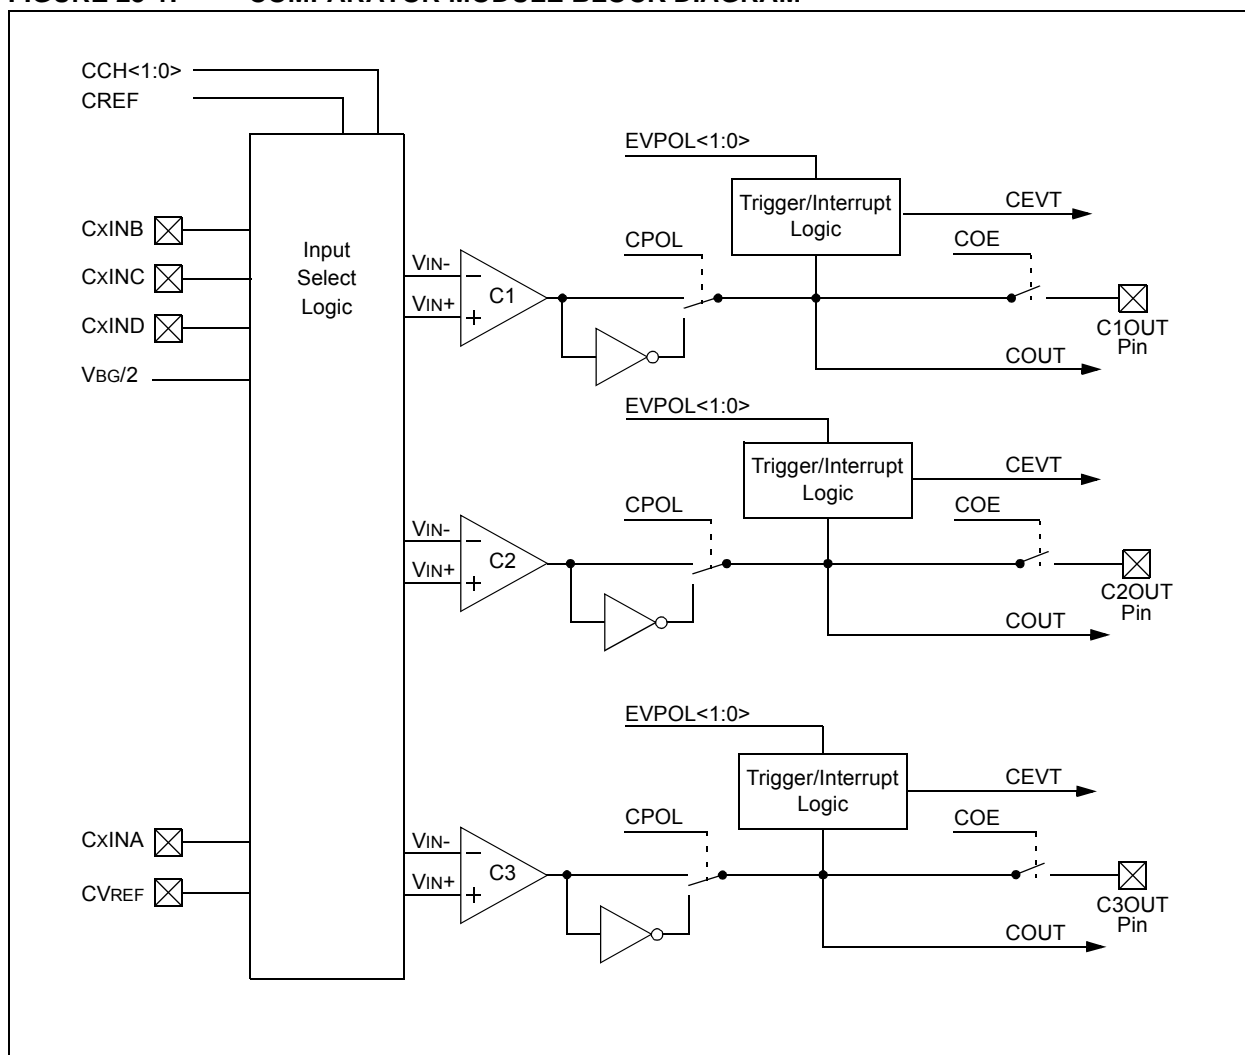 CCH<1:0>
CREF
CXINB
CXINC
CXIND
VBG/2
CXINA
CVREF
Input
Select
Logic
EVPOL<1:0>
Trigger/Interrupt
Logic
CEVT
CPOL
COE
VIN-
VIN+
C1
C1OUT
Pin
COUT
EVPOL<1:0>
Trigger/Interrupt
Logic
CEVT
CPOL
COE
VIN-
VIN+
C2
C2OUT
Pin
COUT
EVPOL<1:0>
Trigger/Interrupt
Logic
CEVT
CPOL
COE
VIN-
VIN+
C3
C3OUT
Pin
COUT